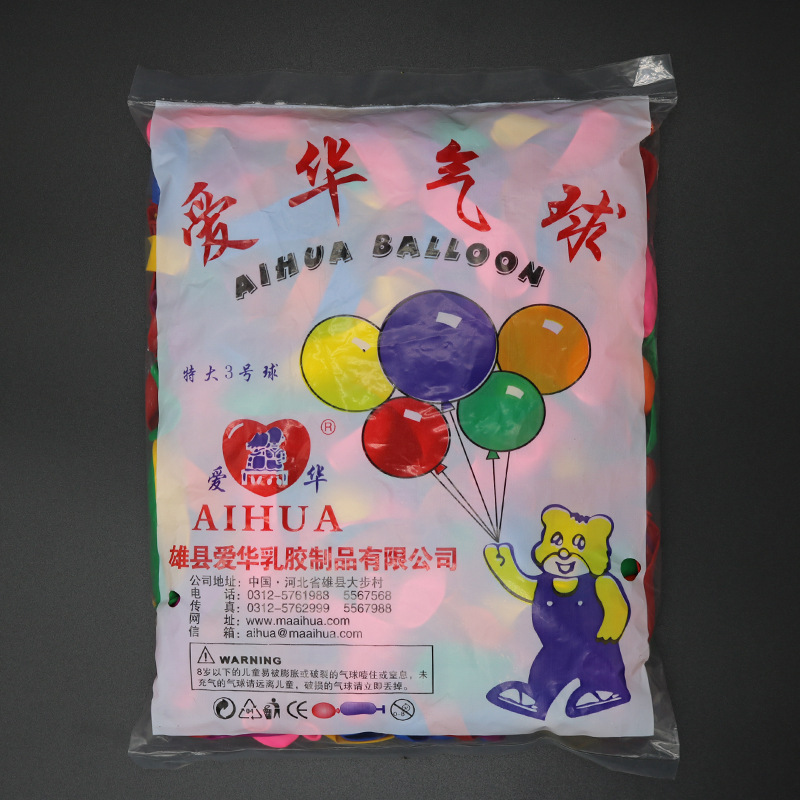 爱华气球
AIHUA BALLOON
特大3号球
®
爱 华
AIHUA
雄县爱华乳胶制品有限公司
公司地址: 中国·河北省雄县大步村
电 话: 0312-5761988 5567568
传 真: 0312-5762999 5567988
网 址: www.maaihua.com
信 箱: aihua@maaihua.com
WARNING
8岁以下的儿童易被膨胀或破裂的气球噎住或窒息,未
充气的气球请远离儿童,破损的气球请立即丢掉。
CE